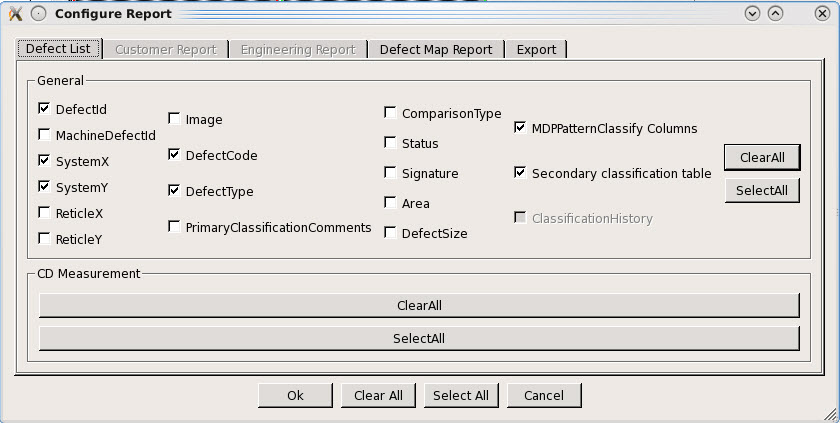 Configure Report
Defect List Customer Report Engineering Report Defect Map Report Export
General
DefectId
MachineDefectId
SystemX
SystemY
ReticleX
ReticleY
Image
DefectCode
DefectType
PrimaryClassificationComments
ComparisonType
Status
Signature
Area
DefectSize
MDPPatternClassify Columns
Secondary classification table
ClassificationHistory
ClearAll
SelectAll
CD Measurement
ClearAll
SelectAll
Ok Clear All Select All Cancel